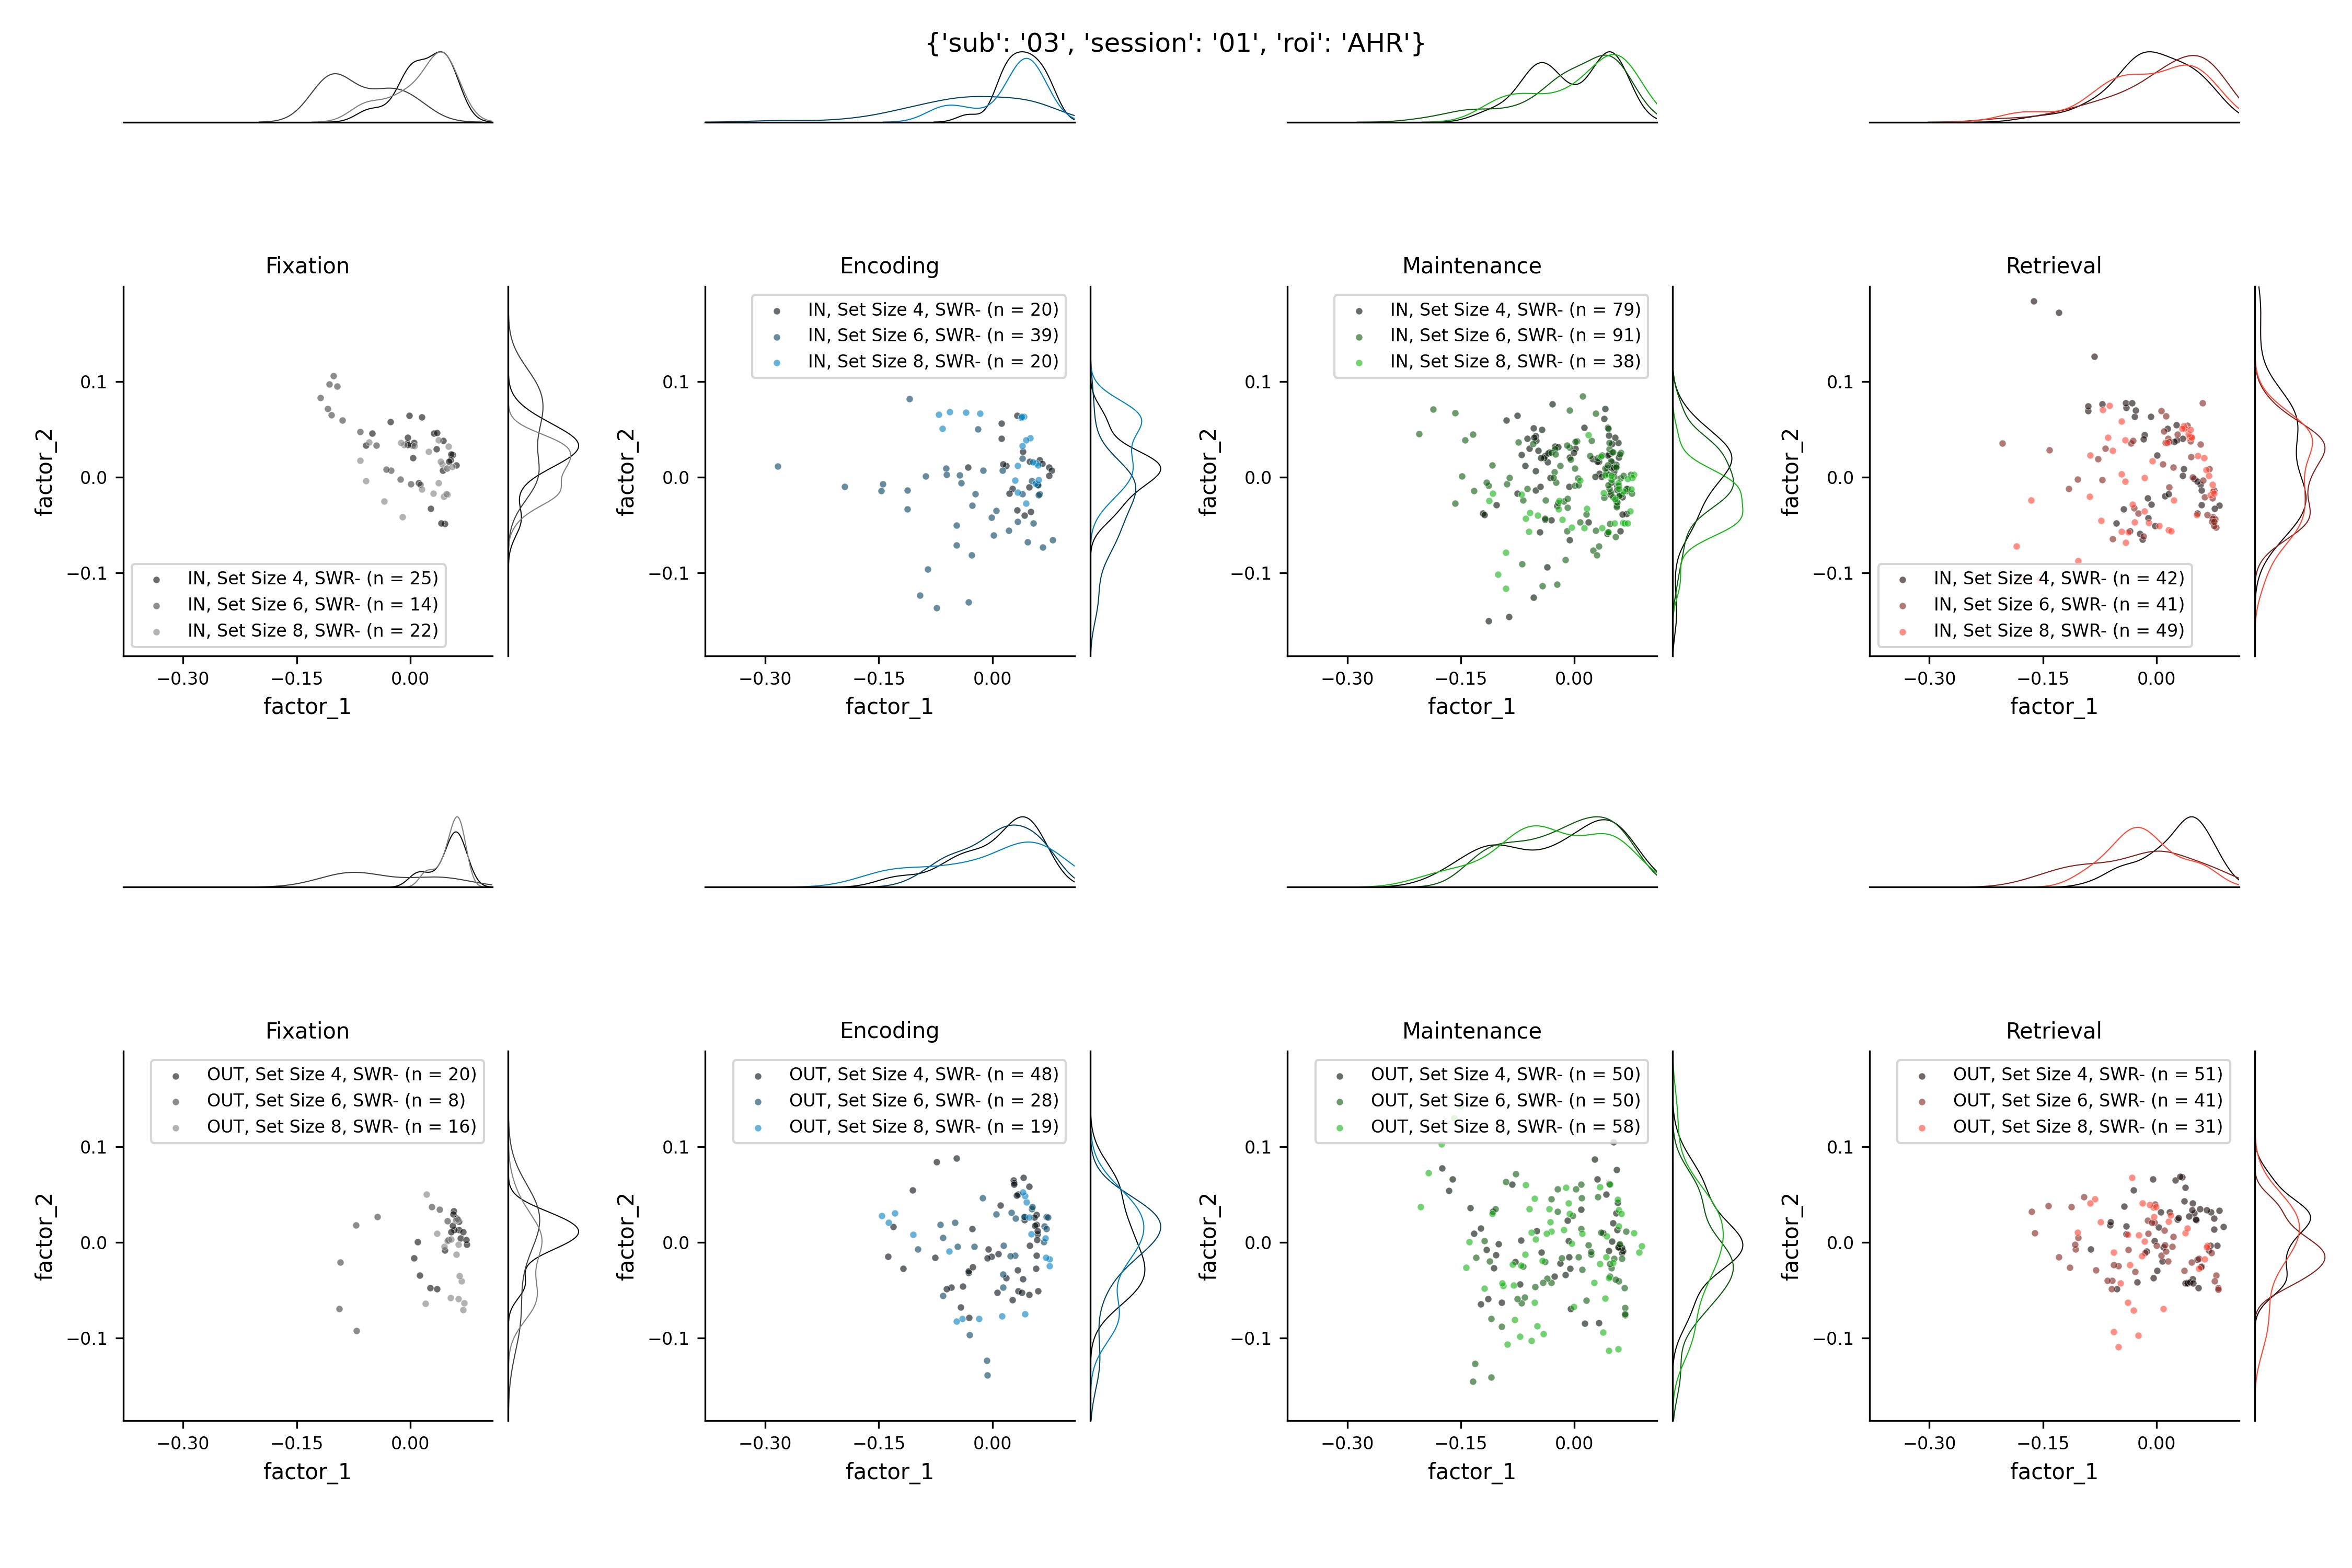 {'sub': '03', 'session': '01', 'roi': 'AHR'}
Fixation
0.1
0.0
−0.1
factor_2
IN, Set Size 4, SWR- (n = 25)
IN, Set Size 6, SWR- (n = 14)
IN, Set Size 8, SWR- (n = 22)
−0.30
−0.15
0.00
factor_1
Encoding
0.1
0.0
−0.1
factor_2
IN, Set Size 4, SWR- (n = 20)
IN, Set Size 6, SWR- (n = 39)
IN, Set Size 8, SWR- (n = 20)
−0.30
−0.15
0.00
factor_1
Maintenance
0.1
0.0
−0.1
factor_2
IN, Set Size 4, SWR- (n = 79)
IN, Set Size 6, SWR- (n = 91)
IN, Set Size 8, SWR- (n = 38)
−0.30
−0.15
0.00
factor_1
Retrieval
0.1
0.0
−0.1
factor_2
IN, Set Size 4, SWR- (n = 42)
IN, Set Size 6, SWR- (n = 41)
IN, Set Size 8, SWR- (n = 49)
−0.30
−0.15
0.00
factor_1
Fixation
0.1
0.0
−0.1
factor_2
OUT, Set Size 4, SWR- (n = 20)
OUT, Set Size 6, SWR- (n = 8)
OUT, Set Size 8, SWR- (n = 16)
−0.30
−0.15
0.00
factor_1
Encoding
0.1
0.0
−0.1
factor_2
OUT, Set Size 4, SWR- (n = 48)
OUT, Set Size 6, SWR- (n = 28)
OUT, Set Size 8, SWR- (n = 19)
−0.30
−0.15
0.00
factor_1
Maintenance
0.1
0.0
−0.1
factor_2
OUT, Set Size 4, SWR- (n = 50)
OUT, Set Size 6, SWR- (n = 50)
OUT, Set Size 8, SWR- (n = 58)
−0.30
−0.15
0.00
factor_1
Retrieval
0.1
0.0
−0.1
factor_2
OUT, Set Size 4, SWR- (n = 51)
OUT, Set Size 6, SWR- (n = 41)
OUT, Set Size 8, SWR- (n = 31)
−0.30
−0.15
0.00
factor_1